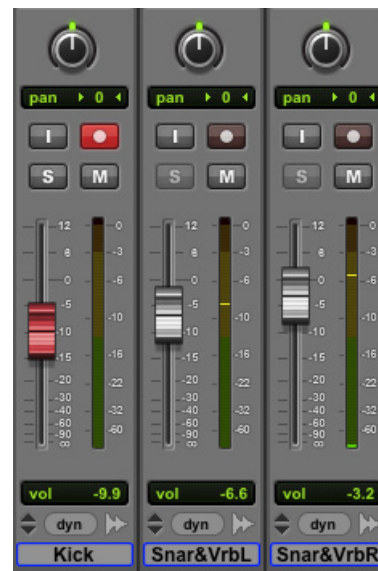 pan 0 pan 0 pan 0
I I I
S M S M S M
12 0 12 0 12 0
6 -3 6 -3 6 -3
0 -6 0 -6 0 -6
-5 -5 -5
-10 -10 -10 -10 -10 -10
-15 -16 -15 -16 -15 -16
-20 -22 -20 -22 -20 -22
-30 -30 -30
-40 -32 -40 -32 -40 -32
-60 -60 -60 -60 -60 -60
-90 -90 -90
∞ ∞ ∞
vol -9.9 vol -6.6 vol -3.2
dyn dyn dyn
Kick Snar&VrbL Snar&VrbR